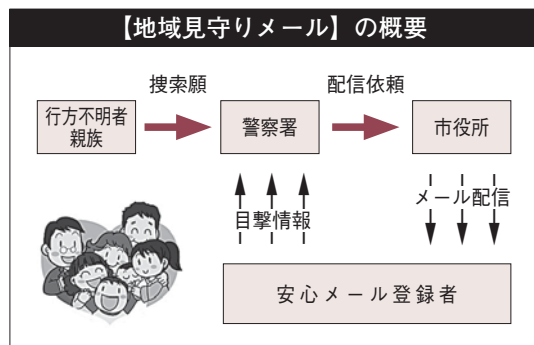 【地域見守りメール】の概要
捜索願
配信依頼
行方不明者
親族
警察署
市役所
目撃情報
メール配信
安心メール登録者